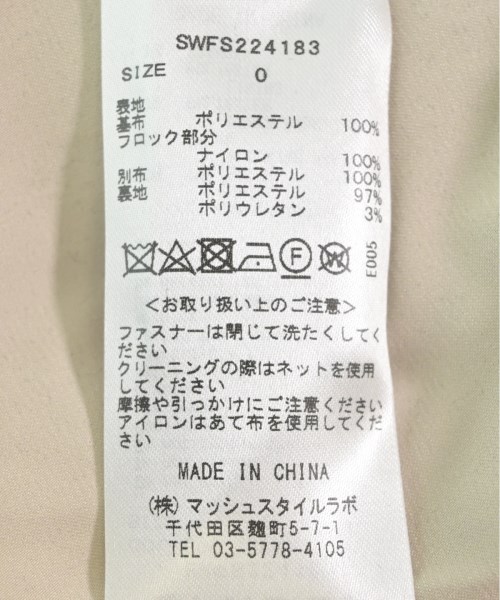 SWFS224183
SIZE 0
表地
基布 ポリエステル 100%
フロック部分
ナイロン 100%
別布 ポリエステル 100%
裏地 ポリエステル 97%
ポリウレタン 3%
F W E005
＜お取り扱い上のご注意＞
ファスナーは閉じて洗たくしてく
ださい
クリーニングの際はネットを使用
してください
摩擦や引っかけにご注意ください
アイロンはあて布を使用してくだ
さい
MADE IN CHINA
(株) マッシュスタイルラボ
千代田区麹町5-7-1
TEL 03-5778-4105